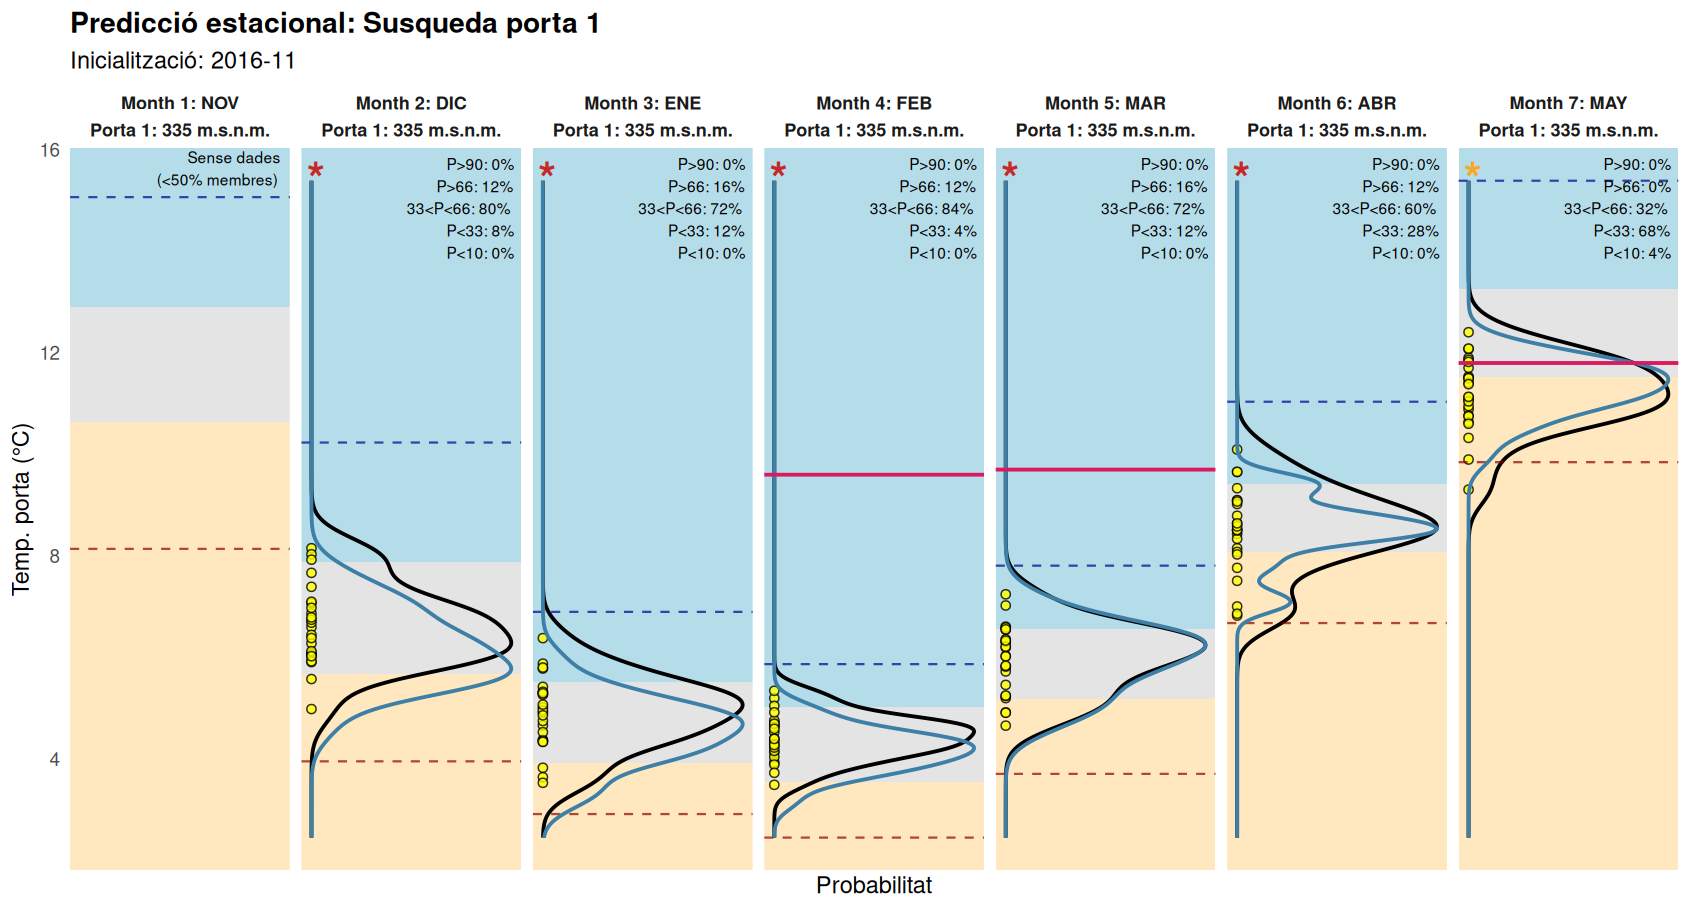 Predicció estacional: Susqueda porta 1
Inicialització: 2016-11
Month 1: NOV
Porta 1: 335 m.s.n.m.
Sense dades
(<50% membres)
Month 2: DIC
Porta 1: 335 m.s.n.m.
*
P>90: 0%
P>66: 12%
33<P<66: 80%
P<33: 8%
P<10: 0%
Month 3: ENE
Porta 1: 335 m.s.n.m.
*
P>90: 0%
P>66: 16%
33<P<66: 72%
P<33: 12%
P<10: 0%
Month 4: FEB
Porta 1: 335 m.s.n.m.
*
P>90: 0%
P>66: 12%
33<P<66: 84%
P<33: 4%
P<10: 0%
Month 5: MAR
Porta 1: 335 m.s.n.m.
*
P>90: 0%
P>66: 16%
33<P<66: 72%
P<33: 12%
P<10: 0%
Month 6: ABR
Porta 1: 335 m.s.n.m.
*
P>90: 0%
P>66: 12%
33<P<66: 60%
P<33: 28%
P<10: 0%
Month 7: MAY
Porta 1: 335 m.s.n.m.
*
P>90: 0%
P>66: 0%
33<P<66: 32%
P<33: 68%
P<10: 4%
16
12
8
4
Temp. porta (°C)
Probabilitat